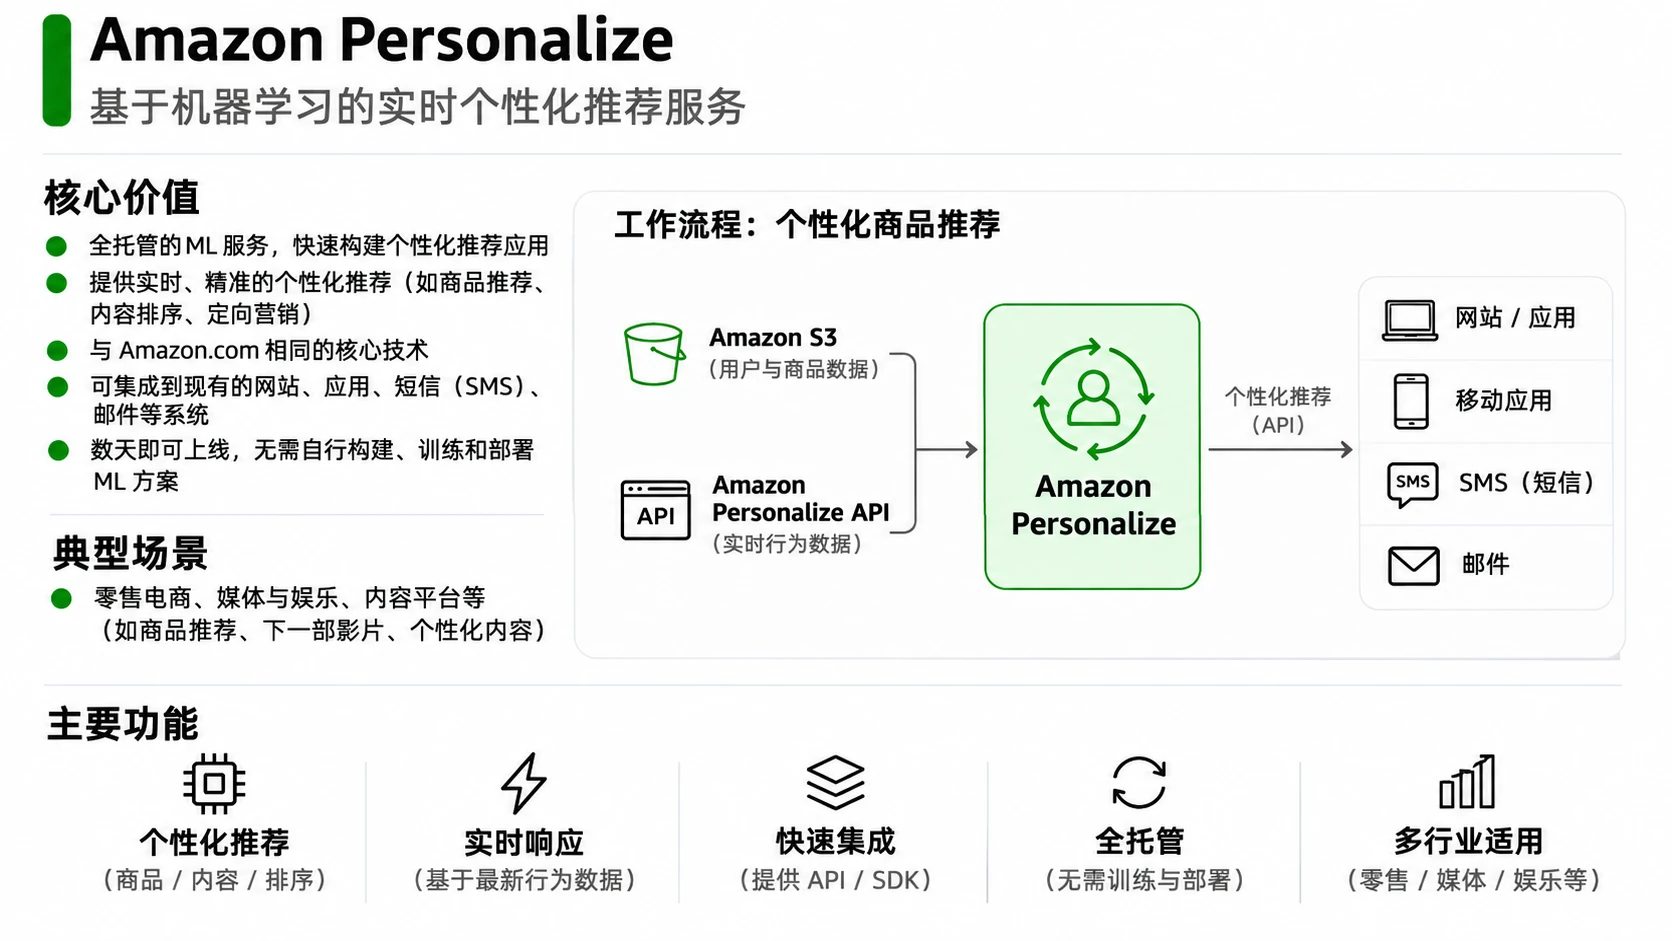 Amazon Personalize
基于机器学习的实时个性化推荐服务
核心价值
全托管的 ML 服务，快速构建个性化推荐应用
提供实时、精准的个性化推荐（如商品推荐、
内容排序、定向营销）
与 Amazon.com 相同的核心技术
可集成到现有的网站、应用、短信（SMS）、
邮件等系统
数天即可上线，无需自行构建、训练和部署
ML 方案
典型场景
零售电商、媒体与娱乐、内容平台等
（如商品推荐、下一部影片、个性化内容）
工作流程：个性化商品推荐
Amazon S3
（用户与商品数据）
API
Amazon
Personalize API
（实时行为数据）
Amazon
Personalize
个性化推荐
（API）
网站 / 应用
移动应用
SMS
SMS（短信）
邮件
主要功能
个性化推荐
（商品 / 内容 / 排序）
实时响应
（基于最新行为数据）
快速集成
（提供 API / SDK）
全托管
（无需训练与部署）
多行业适用
（零售 / 媒体 / 娱乐等）